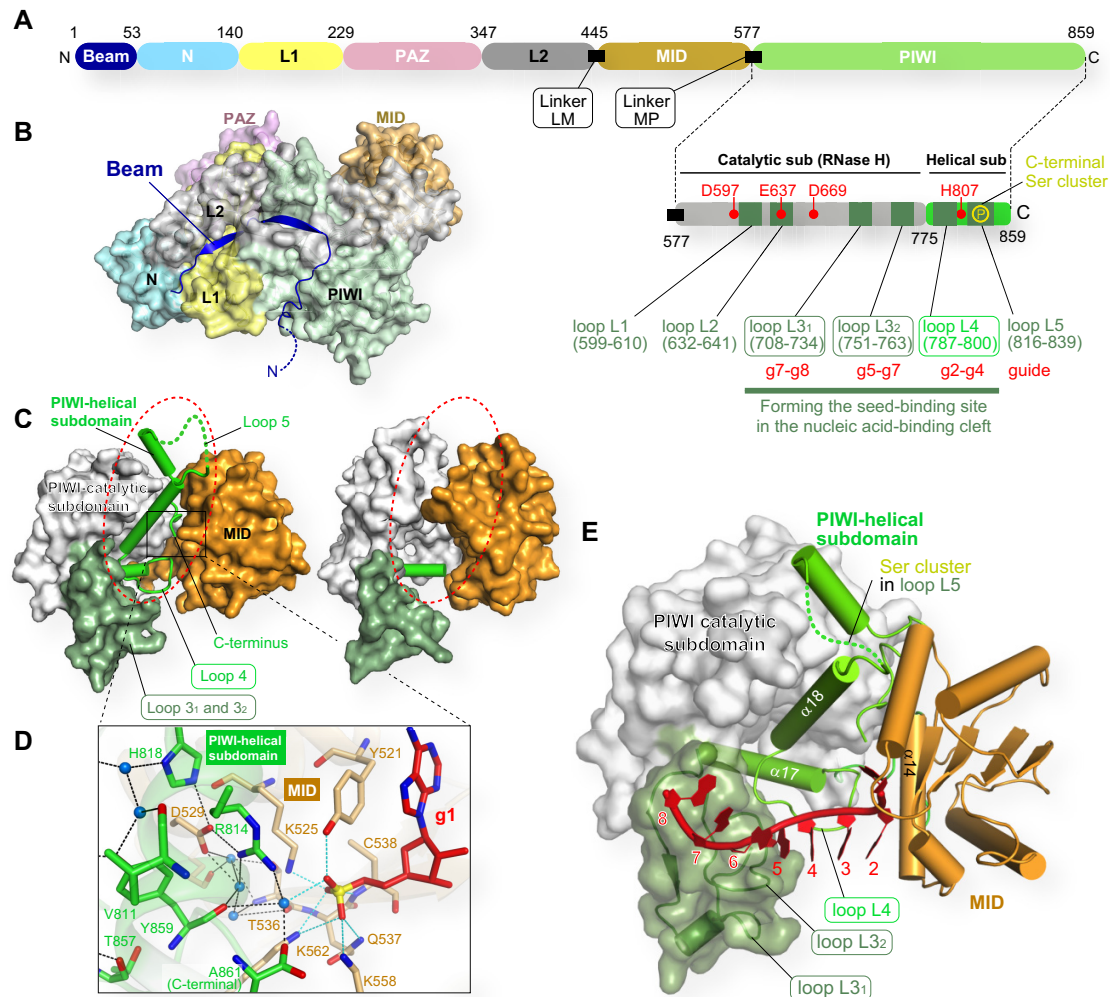 A
1 53 140 229 347 445 577 859
N Beam N L1 PAZ L2 MID PIWI C
Linker
LM
Linker
MP
Catalytic sub (RNase H) Helical sub
C-terminal
Ser cluster
D597 E637 D669 H807
P
C
577 775 859
loop L1
(599-610)
loop L2
(632-641)
loop L3₁
(708-734)
loop L3₂
(751-763)
loop L4
(787-800)
loop L5
(816-839)
g7-g8 g5-g7 g2-g4 guide
Forming the seed-binding site
in the nucleic acid-binding cleft
B
PAZ
MID
Beam
L2
N
L1
PIWI
N
C
PIWI-helical
subdomain
Loop 5
PIWI-catalytic
subdomain
MID
C-terminus
Loop 4
Loop 3₁ and 3₂
D
H818
PIWI-helical
subdomain
Y521
MID
g1
D529
R814
K525
C538
V811
Y859
T536
T857
Q537
K562
A861
(C-terminal)
K558
E
PIWI-helical
subdomain
Ser cluster
in loop L5
PIWI catalytic
subdomain
α18
α14
α17
8
7
6
5
4
3
2
MID
loop L4
loop L3₂
loop L3₁